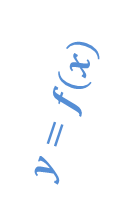 y = f(x)